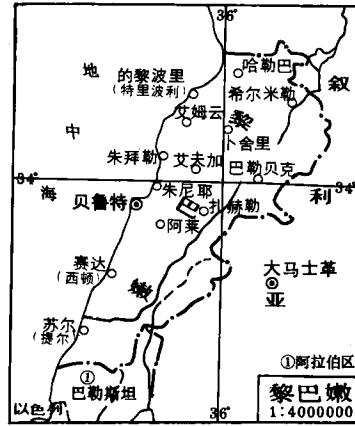 36°
地
中
海
的黎波里
(特里波利)
哈勒巴
叙
希尔米勒
艾姆云
黎
卜舍里
朱拜勒
艾夫加
巴勒贝克
34°
34°
朱尼耶
利
贝鲁特
巴
扎赫勒
阿莱
赛达
(西顿)
嫩
大马士革
亚
苏尔
(提尔)
①阿拉伯区
①
巴勒斯坦
以色列
36°
黎巴嫩
1:4000000